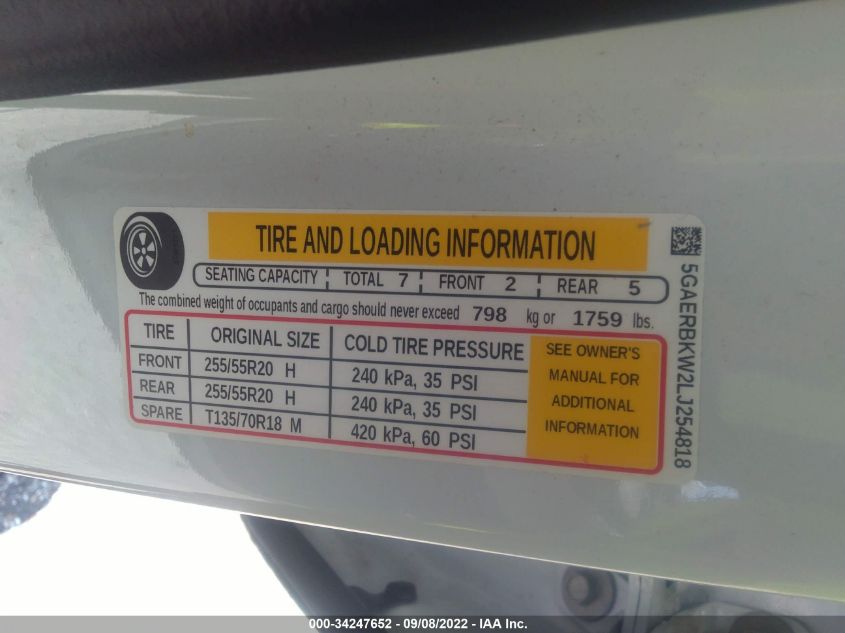 TIRE AND LOADING INFORMATION
SEATING CAPACITY TOTAL 7 FRONT 2 REAR 5
The combined weight of occupants and cargo should never exceed 798 kg or 1759 lbs.
TIRE ORIGINAL SIZE COLD TIRE PRESSURE
FRONT 255/55R20 H 240 kPa, 35 PSI
REAR 255/55R20 H 240 kPa, 35 PSI
SPARE T135/70R18 M 420 kPa, 60 PSI
SEE OWNER'S
MANUAL FOR
ADDITIONAL
INFORMATION
5GAERBKW2LJ254818
000-34247652 - 09/08/2022 - IAA Inc.